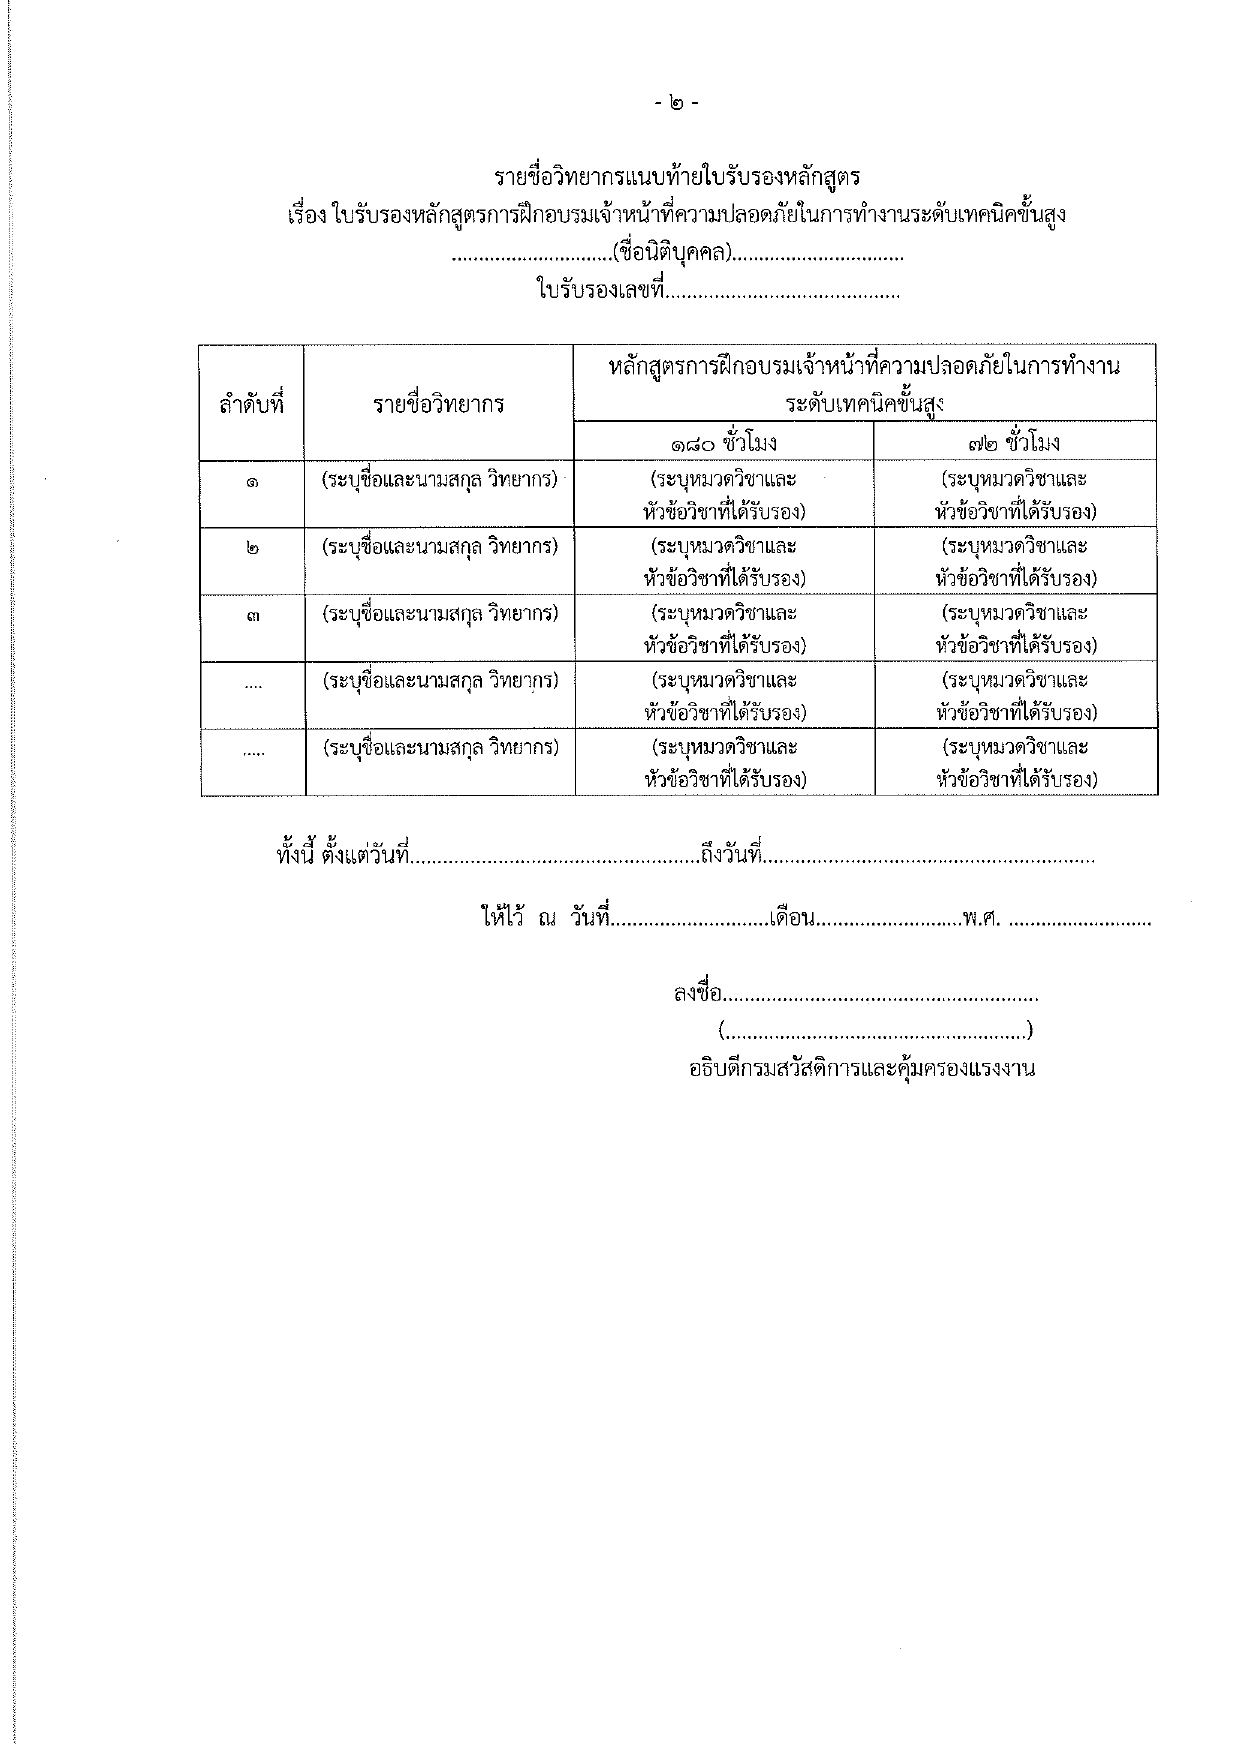 - ๒ -
รายชื่อวิทยากรแนบท้ายใบรับรองหลักสูตร
เรื่อง ใบรับรองหลักสูตรการฝึกอบรมเจ้าหน้าที่ความปลอดภัยในการทำงานระดับเทคนิคขั้นสูง
..............................(ชื่อนิติบุคคล)................................
ใบรับรองเลขที่...........................................
ลำดับที่ รายชื่อวิทยากร หลักสูตรการฝึกอบรมเจ้าหน้าที่ความปลอดภัยในการทำงาน
ระดับเทคนิคขั้นสูง
๑๘๐ ชั่วโมง ๗๒ ชั่วโมง
๑ (ระบุชื่อและนามสกุล วิทยากร) (ระบุหมวดวิชาและ (ระบุหมวดวิชาและ
หัวข้อวิชาที่ได้รับรอง) หัวข้อวิชาที่ได้รับรอง)
๒ (ระบุชื่อและนามสกุล วิทยากร) (ระบุหมวดวิชาและ (ระบุหมวดวิชาและ
หัวข้อวิชาที่ได้รับรอง) หัวข้อวิชาที่ได้รับรอง)
๓ (ระบุชื่อและนามสกุล วิทยากร) (ระบุหมวดวิชาและ (ระบุหมวดวิชาและ
หัวข้อวิชาที่ได้รับรอง) หัวข้อวิชาที่ได้รับรอง)
.... (ระบุชื่อและนามสกุล วิทยากร) (ระบุหมวดวิชาและ (ระบุหมวดวิชาและ
หัวข้อวิชาที่ได้รับรอง) หัวข้อวิชาที่ได้รับรอง)
..... (ระบุชื่อและนามสกุล วิทยากร) (ระบุหมวดวิชาและ (ระบุหมวดวิชาและ
หัวข้อวิชาที่ได้รับรอง) หัวข้อวิชาที่ได้รับรอง)
ทั้งนี้ ตั้งแต่วันที่.....................................................ถึงวันที่.............................................................
ให้ไว้ ณ วันที่.............................เดือน...........................พ.ศ. ..........................
ลงชื่อ..........................................................
(.......................................................)
อธิบดีกรมสวัสดิการและคุ้มครองแรงงาน